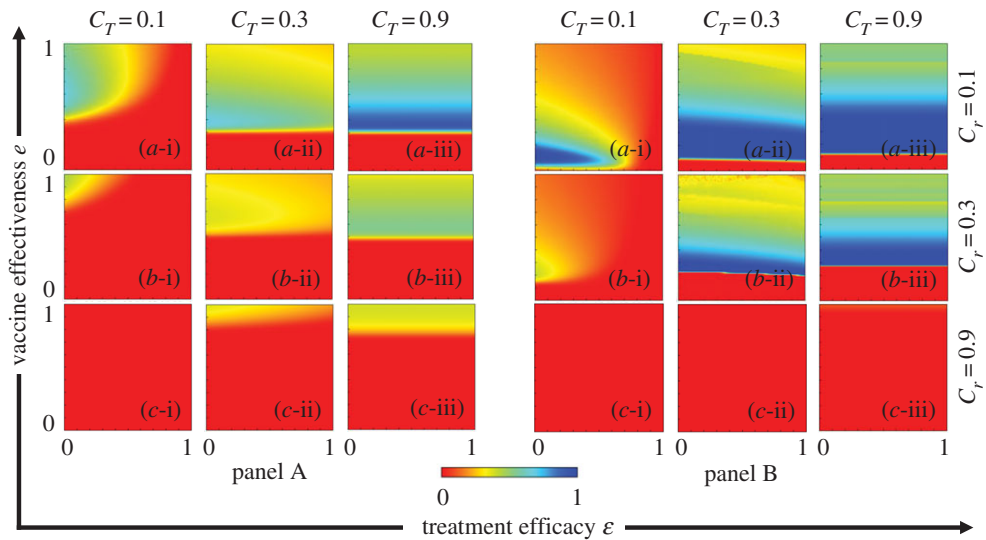 C_T = 0.1 C_T = 0.3 C_T = 0.9 C_T = 0.1 C_T = 0.3 C_T = 0.9
vaccine effectiveness e
1
0
(a-i) (a-ii) (a-iii) (a-i) (a-ii) (a-iii)
C_r = 0.1
1
0
(b-i) (b-ii) (b-iii) (b-i) (b-ii) (b-iii)
C_r = 0.3
1
0
(c-i) (c-ii) (c-iii) (c-i) (c-ii) (c-iii)
C_r = 0.9
0 1 0 1 0 1 0 1 0 1 0 1
panel A panel B
0 1
treatment efficacy ε